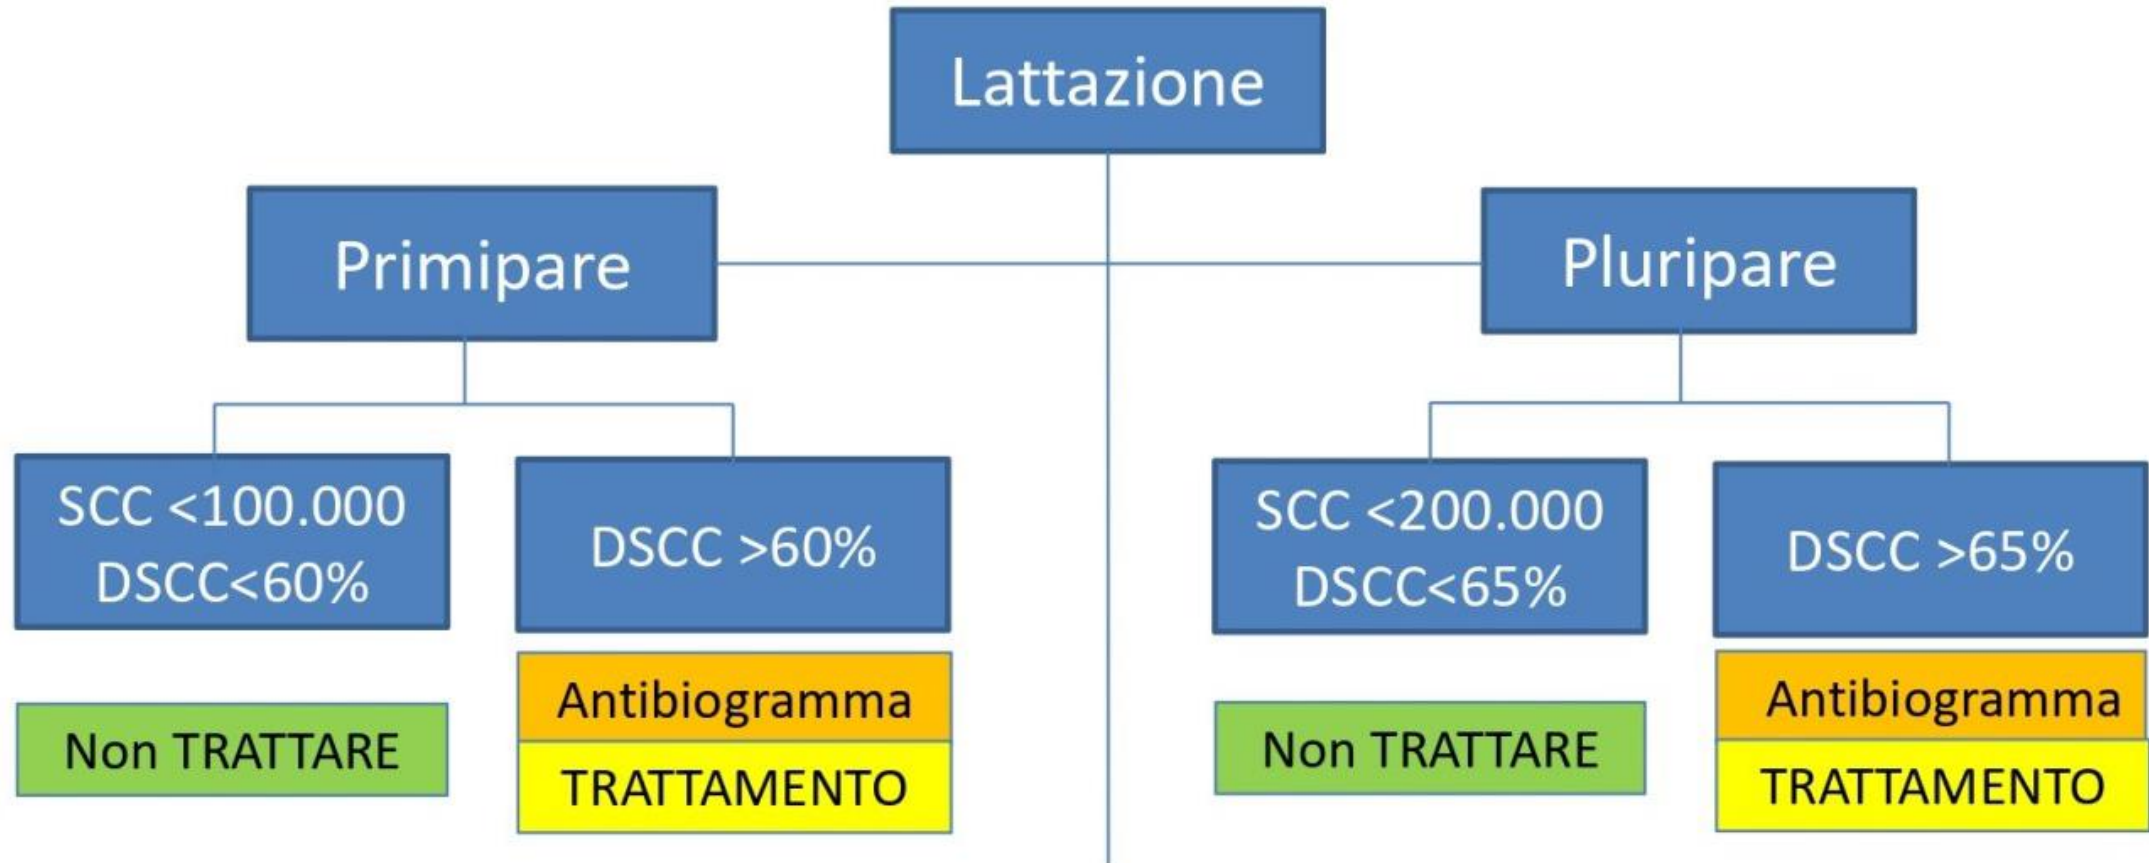 Lattazione
Primipare
Pluripare
SCC <100.000
DSCC<60%
DSCC >60%
SCC <200.000
DSCC<65%
DSCC >65%
Non TRATTARE
Antibiogramma
TRATTAMENTO
Non TRATTARE
Antibiogramma
TRATTAMENTO